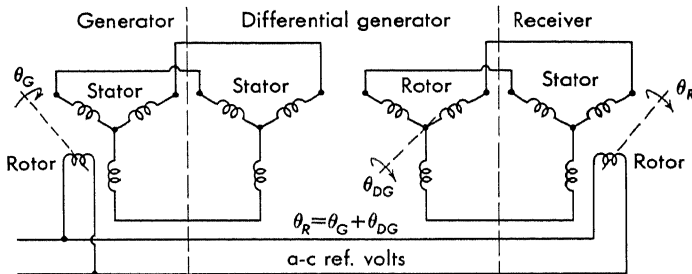 Generator Differential generator Receiver
θG Stator Stator Rotor Stator θR
Rotor θDG Rotor
θR=θG+θDG
a-c ref. volts